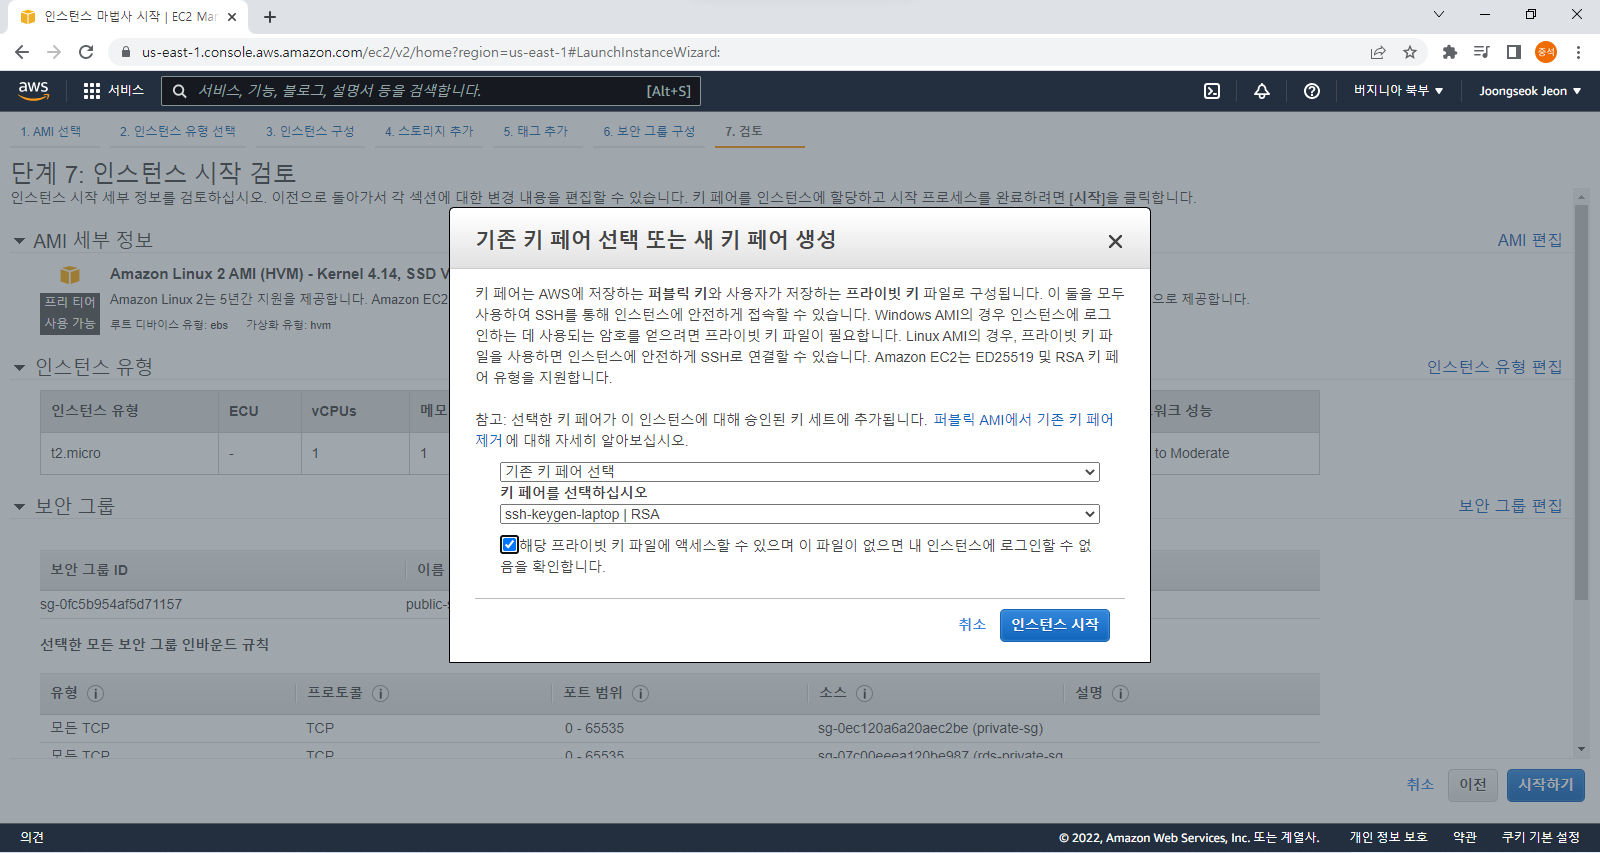 인스턴스 마법사 시작 | EC2 Mar
us-east-1.console.aws.amazon.com/ec2/v2/home?region=us-east-1#LaunchInstanceWizard:
중석
aws
서비스
서비스, 기능, 블로그, 설명서 등을 검색합니다.
[Alt+S]
버지니아 북부
Joongseok Jeon
1. AMI 선택
2. 인스턴스 유형 선택
3. 인스턴스 구성
4. 스토리지 추가
5. 태그 추가
6. 보안 그룹 구성
7. 검토
단계 7: 인스턴스 시작 검토
인스턴스 시작 세부 정보를 검토하십시오. 이전으로 돌아가서 각 섹션에 대한 변경 내용을 편집할 수 있습니다. 키 페어를 인스턴스에 할당하고 시작 프로세스를 완료하려면 [시작]을 클릭합니다.
AMI 세부 정보
AMI 편집
프리 티어
사용 가능
Amazon Linux 2 AMI (HVM) - Kernel 4.14, SSD V
Amazon Linux 2는 5년간 지원을 제공합니다. Amazon EC2
으로 제공합니다.
루트 디바이스 유형: ebs 가상화 유형: hvm
인스턴스 유형
인스턴스 유형 편집
인스턴스 유형
ECU
vCPUs
메모
워크 성능
t2.micro
-
1
1
to Moderate
보안 그룹
보안 그룹 편집
보안 그룹 ID
이름
sg-0fc5b954af5d71157
public-s
선택한 모든 보안 그룹 인바운드 규칙
유형
프로토콜
포트 범위
소스
설명
모든 TCP
TCP
0 - 65535
sg-0ec120a6a20aec2be (private-sg)
모든 TCP
TCP
0 - 65535
sg-07c00eeea120be987 (rds-private-sg
기존 키 페어 선택 또는 새 키 페어 생성
키 페어는 AWS에 저장하는 퍼블릭 키와 사용자가 저장하는 프라이빗 키 파일로 구성됩니다. 이 둘을 모두
사용하여 SSH를 통해 인스턴스에 안전하게 접속할 수 있습니다. Windows AMI의 경우 인스턴스에 로그
인하는 데 사용되는 암호를 얻으려면 프라이빗 키 파일이 필요합니다. Linux AMI의 경우, 프라이빗 키 파
일을 사용하면 인스턴스에 안전하게 SSH로 연결할 수 있습니다. Amazon EC2는 ED25519 및 RSA 키 페
어 유형을 지원합니다.
참고: 선택한 키 페어가 이 인스턴스에 대해 승인된 키 세트에 추가됩니다. 퍼블릭 AMI에서 기존 키 페어
제거에 대해 자세히 알아보십시오.
기존 키 페어 선택
키 페어를 선택하십시오
ssh-keygen-laptop | RSA
해당 프라이빗 키 파일에 액세스할 수 있으며 이 파일이 없으면 내 인스턴스에 로그인할 수 없
음을 확인합니다.
취소
인스턴스 시작
취소
이전
시작하기
의견
© 2022, Amazon Web Services, Inc. 또는 계열사.
개인 정보 보호
약관
쿠키 기본 설정